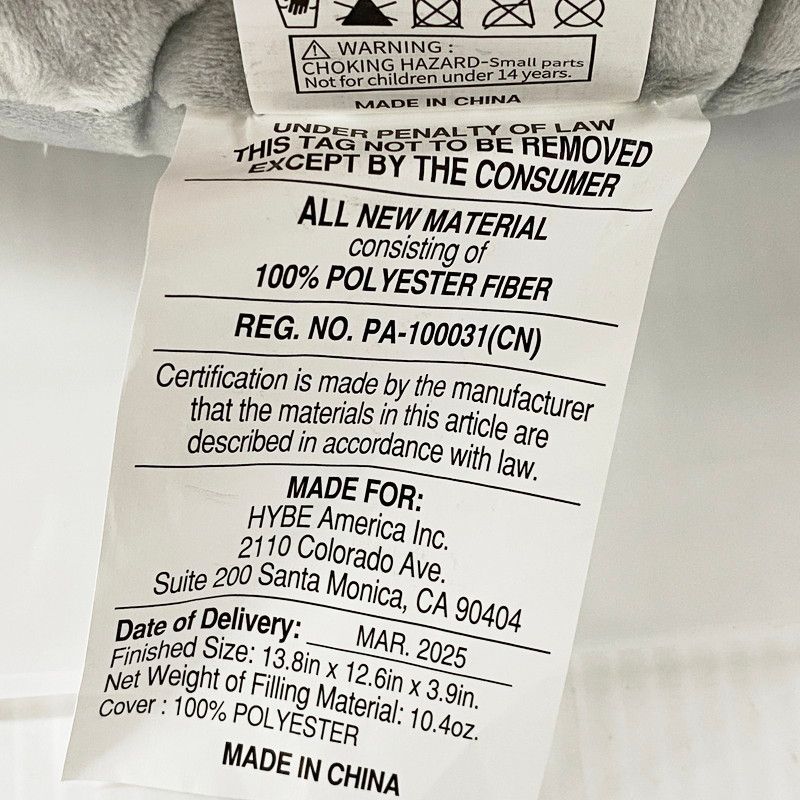 WARNING :
CHOKING HAZARD-Small parts
Not for children under 14 years.
MADE IN CHINA
UNDER PENALTY OF LAW
THIS TAG NOT TO BE REMOVED
EXCEPT BY THE CONSUMER
ALL NEW MATERIAL
consisting of
100% POLYESTER FIBER
REG. NO. PA-100031(CN)
Certification is made by the manufacturer
that the materials in this article are
described in accordance with law.
MADE FOR:
HYBE America Inc.
2110 Colorado Ave.
Suite 200 Santa Monica, CA 90404
Date of Delivery: MAR. 2025
Finished Size: 13.8in x 12.6in x 3.9in.
Net Weight of Filling Material: 10.4oz.
Cover : 100% POLYESTER
MADE IN CHINA